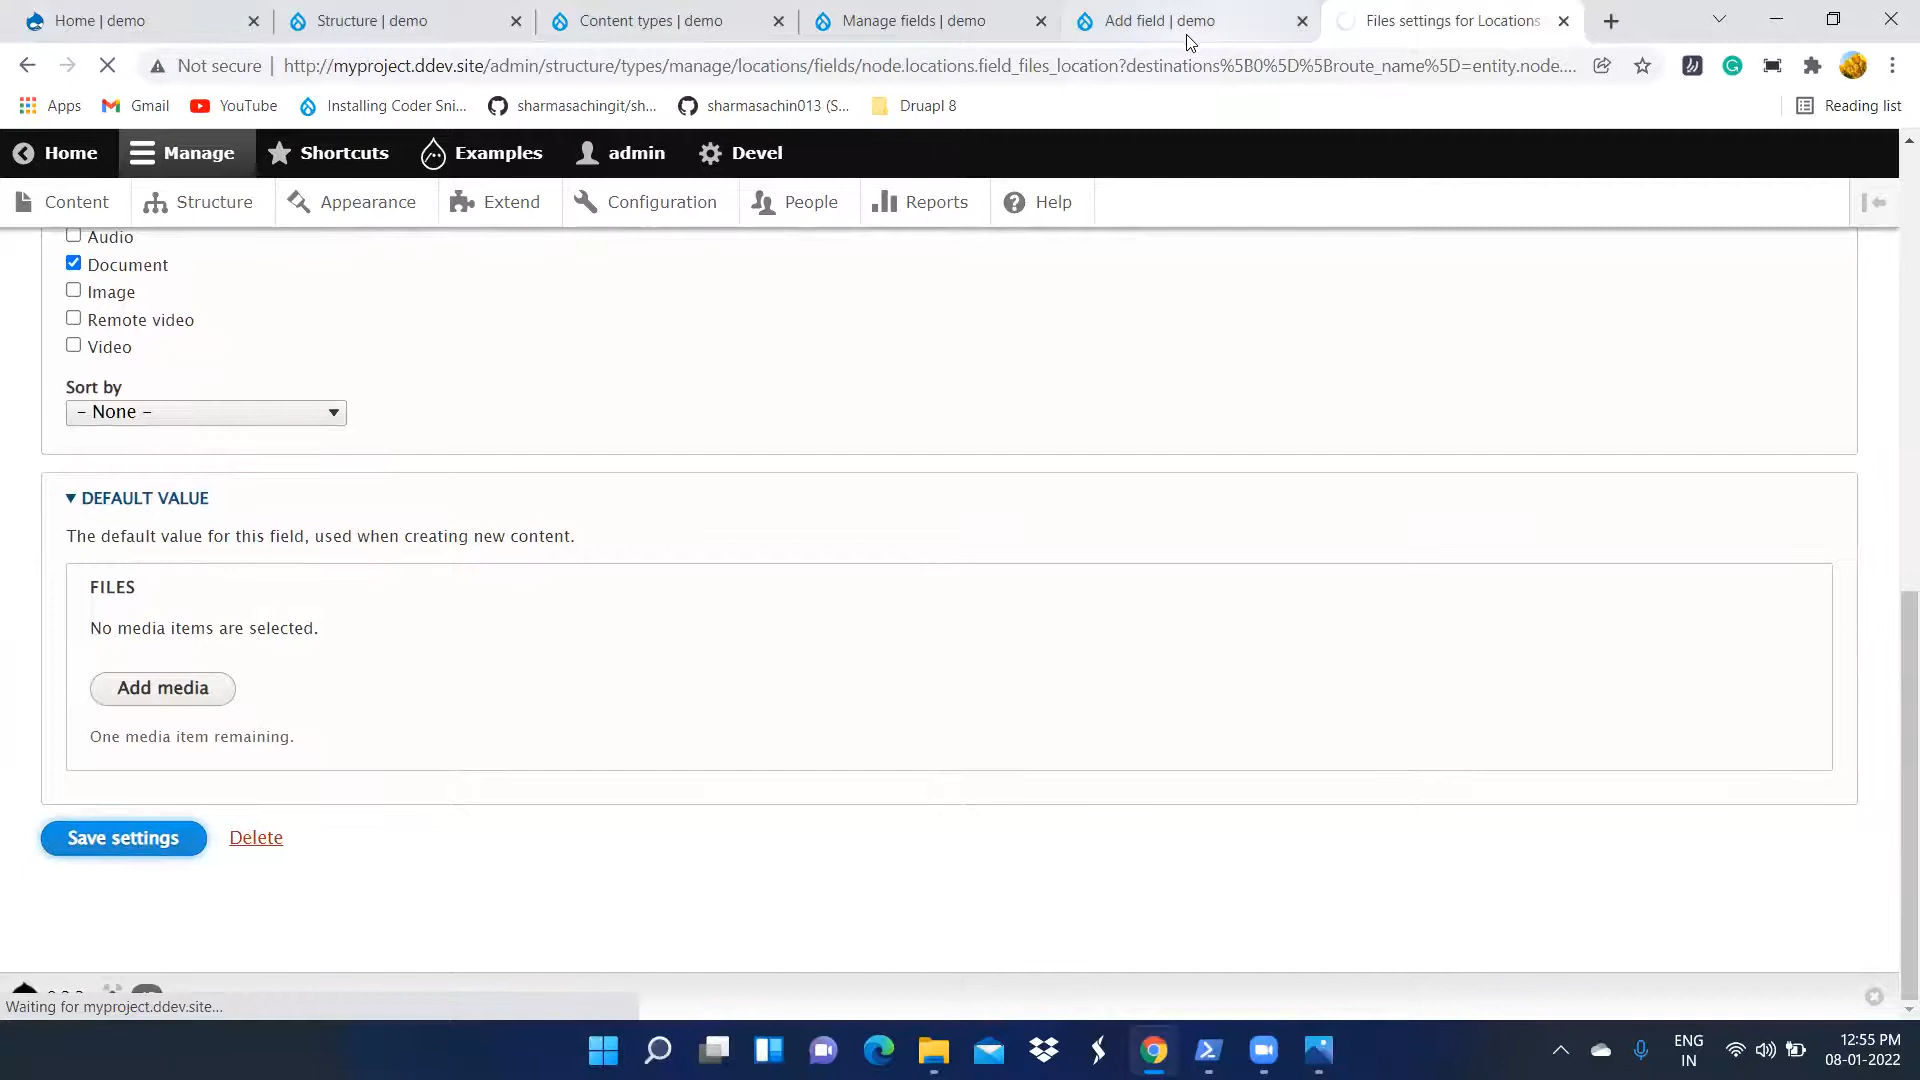 Home | demo
Structure | demo
Content types | demo
Manage fields | demo
Add field | demo
Files settings for Locations
Not secure
http://myproject.ddev.site/admin/structure/types/manage/locations/fields/node.locations.field_files_location?destinations%5B0%5D%5Broute_name%5D=entity.node....
Apps
Gmail
YouTube
Installing Coder Sni...
sharmasachingit/sh...
sharmasachin013 (S...
Druapl 8
Reading list
Home
Manage
Shortcuts
Examples
admin
Devel
Content
Structure
Appearance
Extend
Configuration
People
Reports
Help
Audio
Document
Image
Remote video
Video
Sort by
- None -
DEFAULT VALUE
The default value for this field, used when creating new content.
FILES
No media items are selected.
Add media
One media item remaining.
Save settings
Delete
Waiting for myproject.ddev.site...
ENG
IN
12:55 PM
08-01-2022